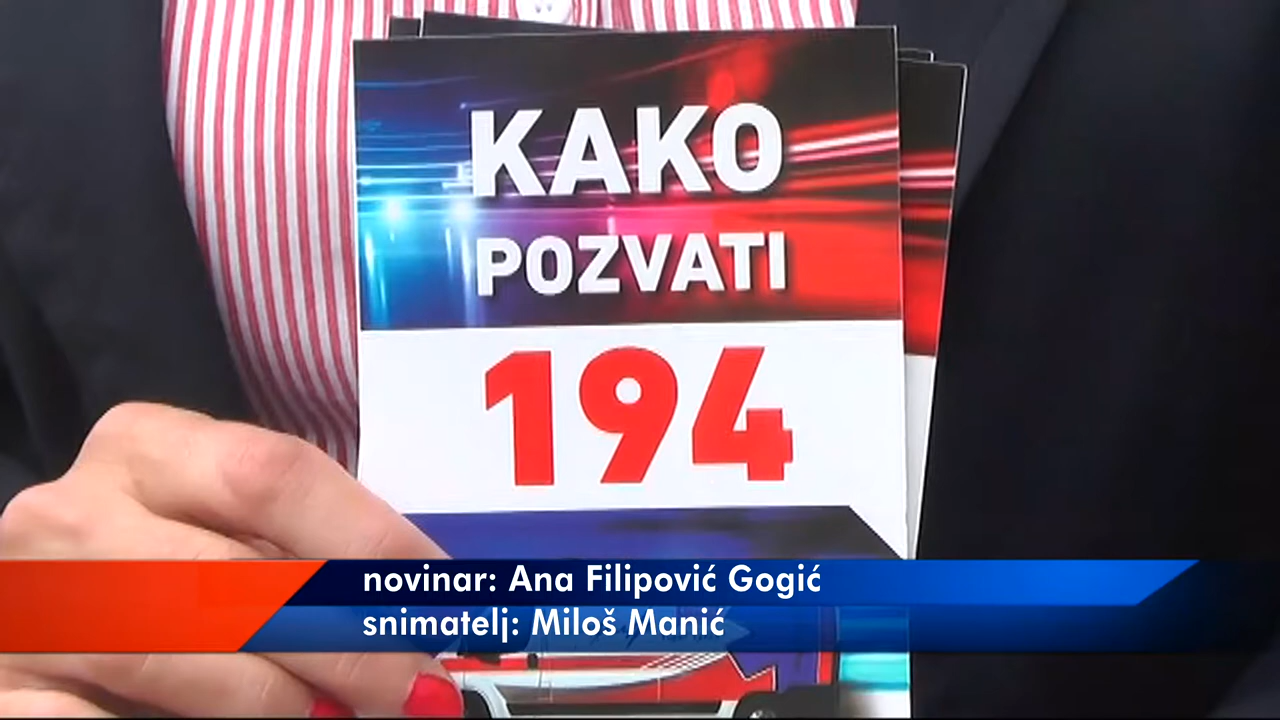 KAKO
POZVATI
194
novinar: Ana Filipović Gogić
snimatelj: Miloš Manić